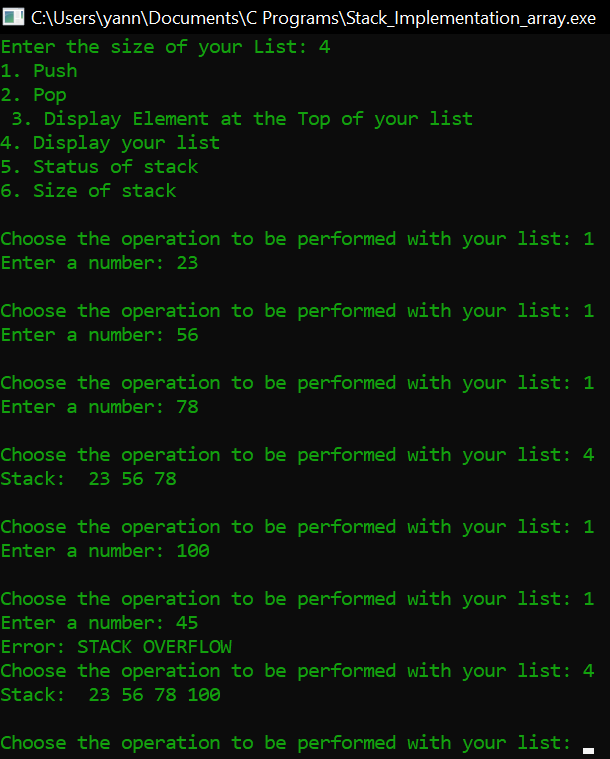 C:\Users\yann\Documents\C Programs\Stack_Implementation_array.exe
Enter the size of your List: 4
1. Push
2. Pop
 3. Display Element at the Top of your list
4. Display your list
5. Status of stack
6. Size of stack

Choose the operation to be performed with your list: 1
Enter a number: 23

Choose the operation to be performed with your list: 1
Enter a number: 56

Choose the operation to be performed with your list: 1
Enter a number: 78

Choose the operation to be performed with your list: 4
Stack:  23 56 78

Choose the operation to be performed with your list: 1
Enter a number: 100

Choose the operation to be performed with your list: 1
Enter a number: 45
Error: STACK OVERFLOW
Choose the operation to be performed with your list: 4
Stack:  23 56 78 100

Choose the operation to be performed with your list: